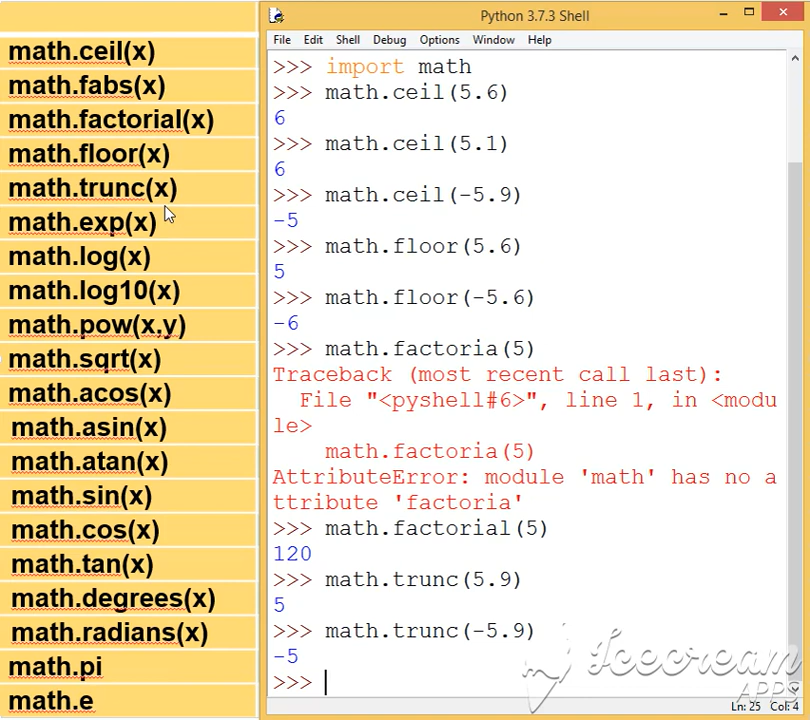 math.ceil(x)
math.fabs(x)
math.factorial(x)
math.floor(x)
math.trunc(x)
math.exp(x)
math.log(x)
math.log10(x)
math.pow(x,y)
math.sqrt(x)
math.acos(x)
math.asin(x)
math.atan(x)
math.sin(x)
math.cos(x)
math.tan(x)
math.degrees(x)
math.radians(x)
math.pi
math.e
Python 3.7.3 Shell
File Edit Shell Debug Options Window Help
>>> import math
>>> math.ceil(5.6)
6
>>> math.ceil(5.1)
6
>>> math.ceil(-5.9)
-5
>>> math.floor(5.6)
5
>>> math.floor(-5.6)
-6
>>> math.factoria(5)
Traceback (most recent call last):
  File "<pyshell#6>", line 1, in <modu
le>
    math.factoria(5)
AttributeError: module 'math' has no a
ttribute 'factoria'
>>> math.factorial(5)
120
>>> math.trunc(5.9)
5
>>> math.trunc(-5.9)
-5
>>>
Icecream
APPS
Ln: 25 Col: 4